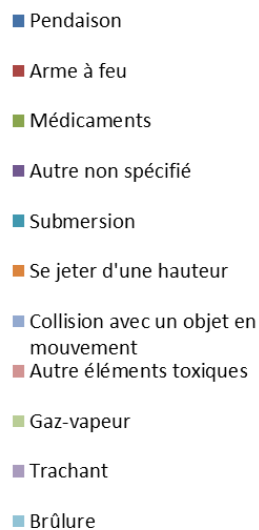 Pendaison
Arme à feu
Médicaments
Autre non spécifié
Submersion
Se jeter d'une hauteur
Collision avec un objet en
mouvement
Autre éléments toxiques
Gaz-vapeur
Trachant
Brûlure